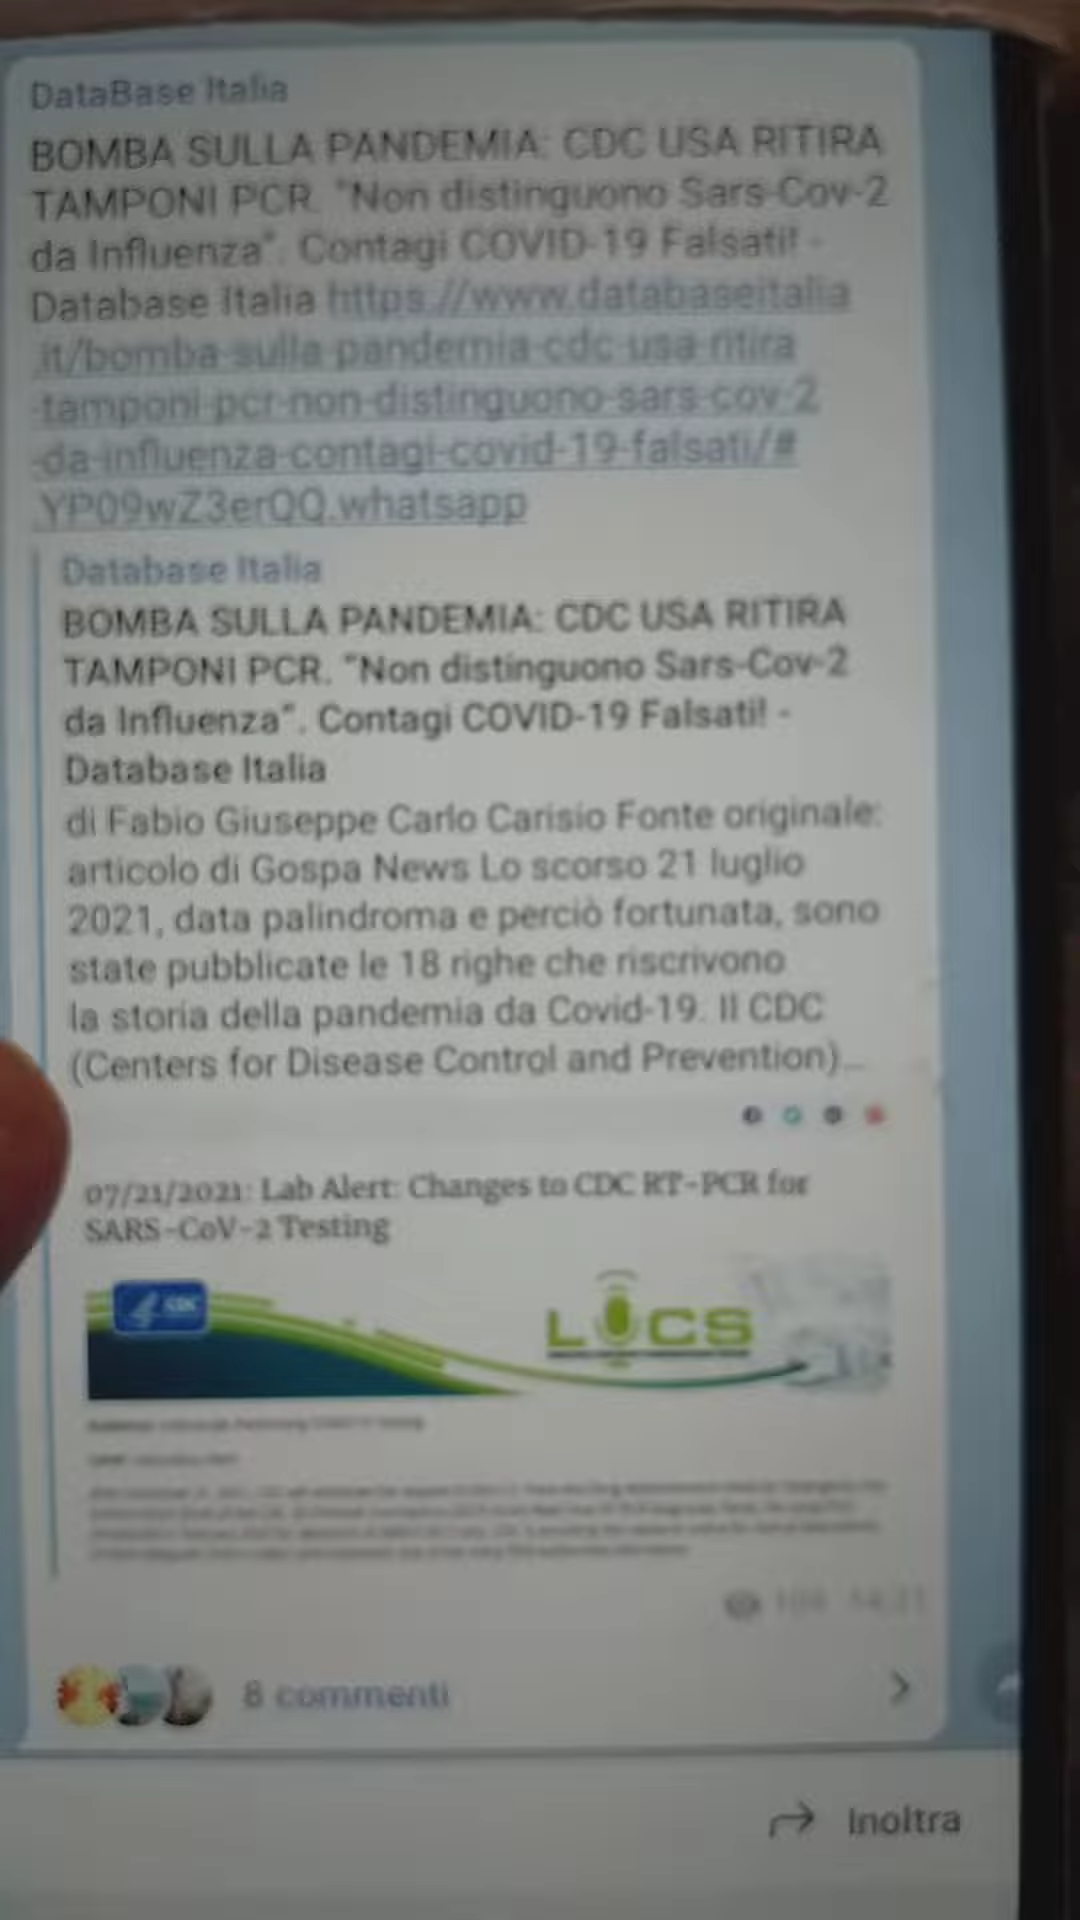 DataBase Italia
BOMBA SULLA PANDEMIA: CDC USA RITIRA
TAMPONI PCR. "Non distinguono Sars-Cov-2
da Influenza". Contagi COVID-19 Falsati! -
Database Italia https://www.databaseitalia
.it/bomba-sulla-pandemia-cdc-usa-ritira
-tamponi-pcr-non-distinguono-sars-cov-2
-da-influenza-contagi-covid-19-falsati/#
.YP09wZ3erQQ.whatsapp
Database Italia
BOMBA SULLA PANDEMIA: CDC USA RITIRA
TAMPONI PCR. "Non distinguono Sars-Cov-2
da Influenza". Contagi COVID-19 Falsati! -
Database Italia
di Fabio Giuseppe Carlo Carisio Fonte originale:
articolo di Gospa News Lo scorso 21 luglio
2021, data palindroma e perciò fortunata, sono
state pubblicate le 18 righe che riscrivono
la storia della pandemia da Covid-19. Il CDC
(Centers for Disease Control and Prevention)...
07/21/2021: Lab Alert: Changes to CDC RT-PCR for
SARS-CoV-2 Testing
CDC
LOCS
8 commenti
Inoltra